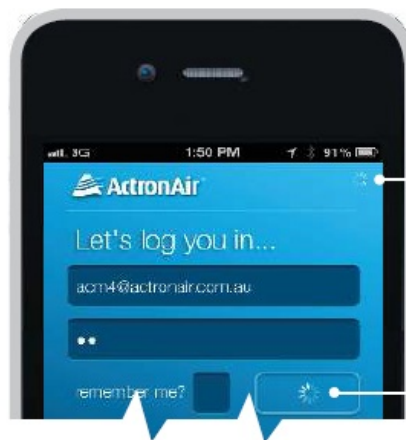 3G 1:50 PM 91%
ActronAir
Let's log you in...
acm4@actronair.com.au
••
remember me?